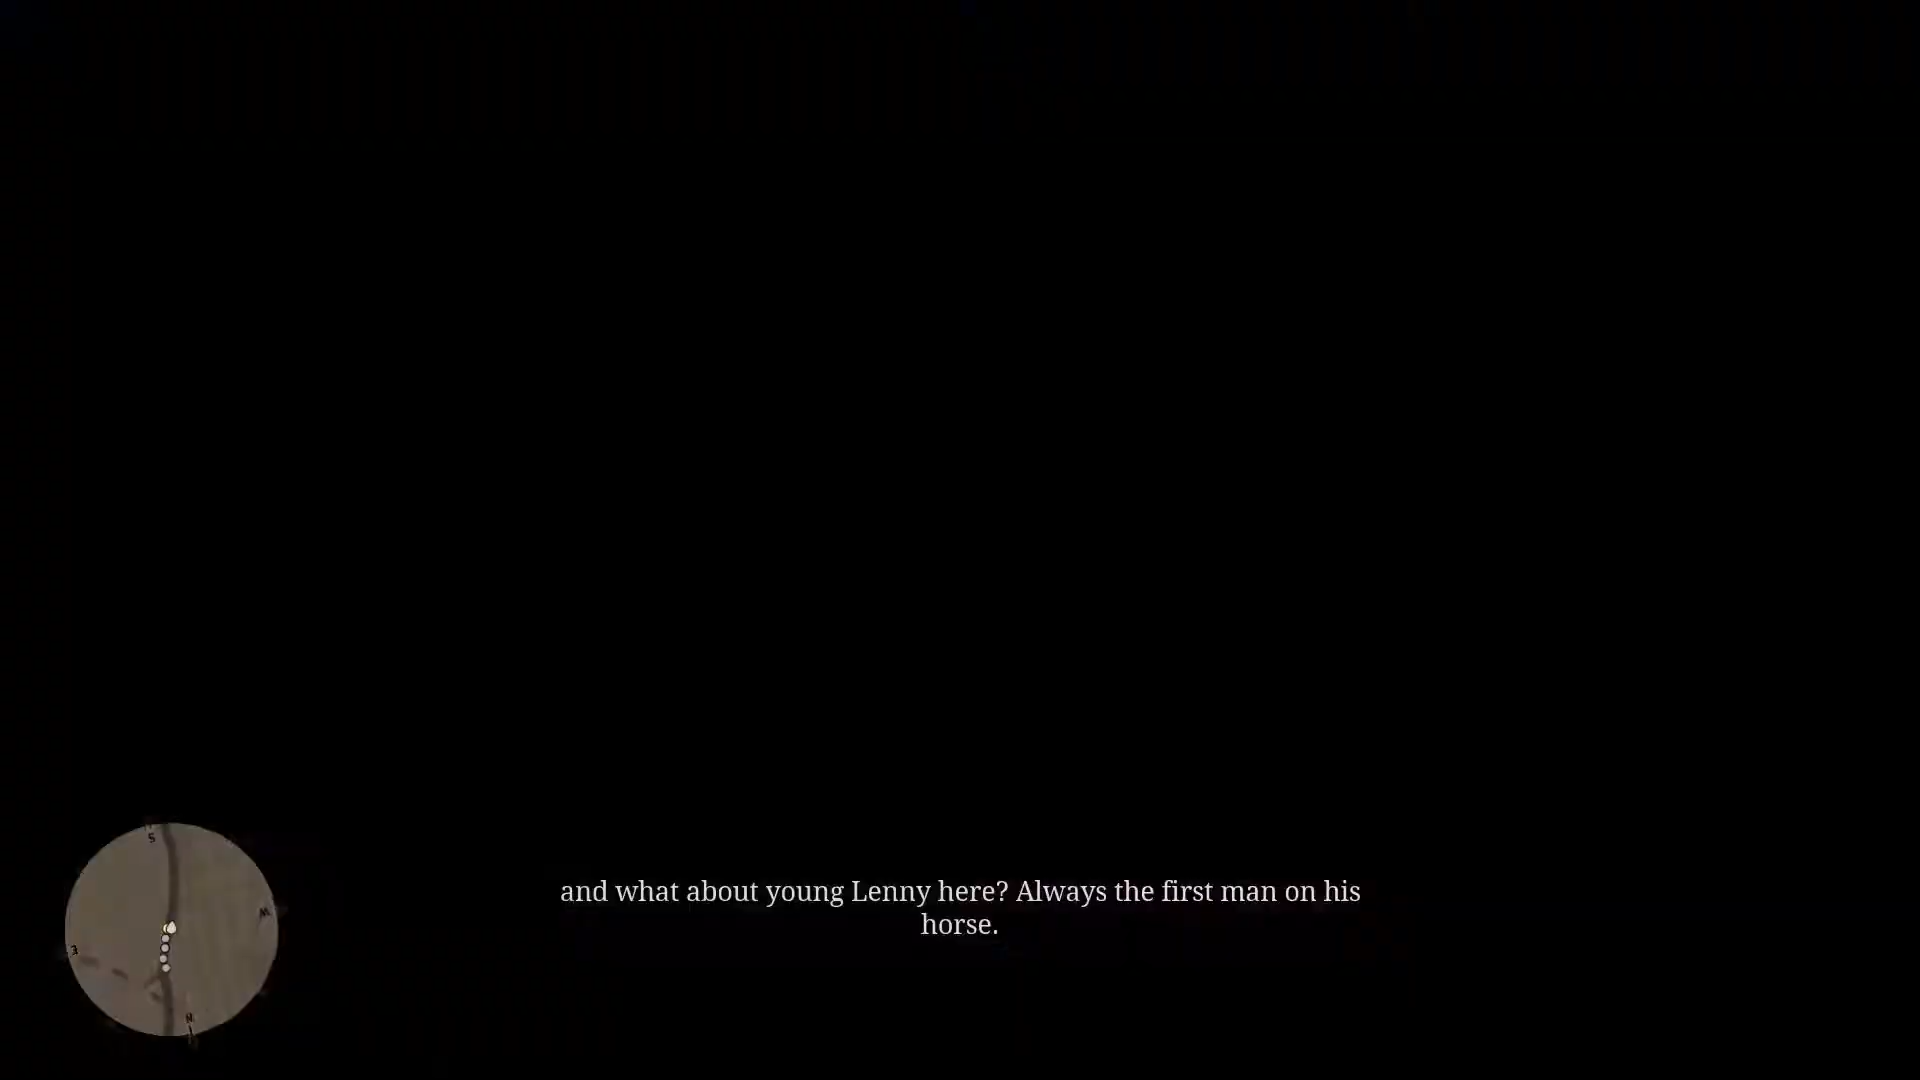 S
W
E
N
and what about young Lenny here? Always the first man on his
horse.